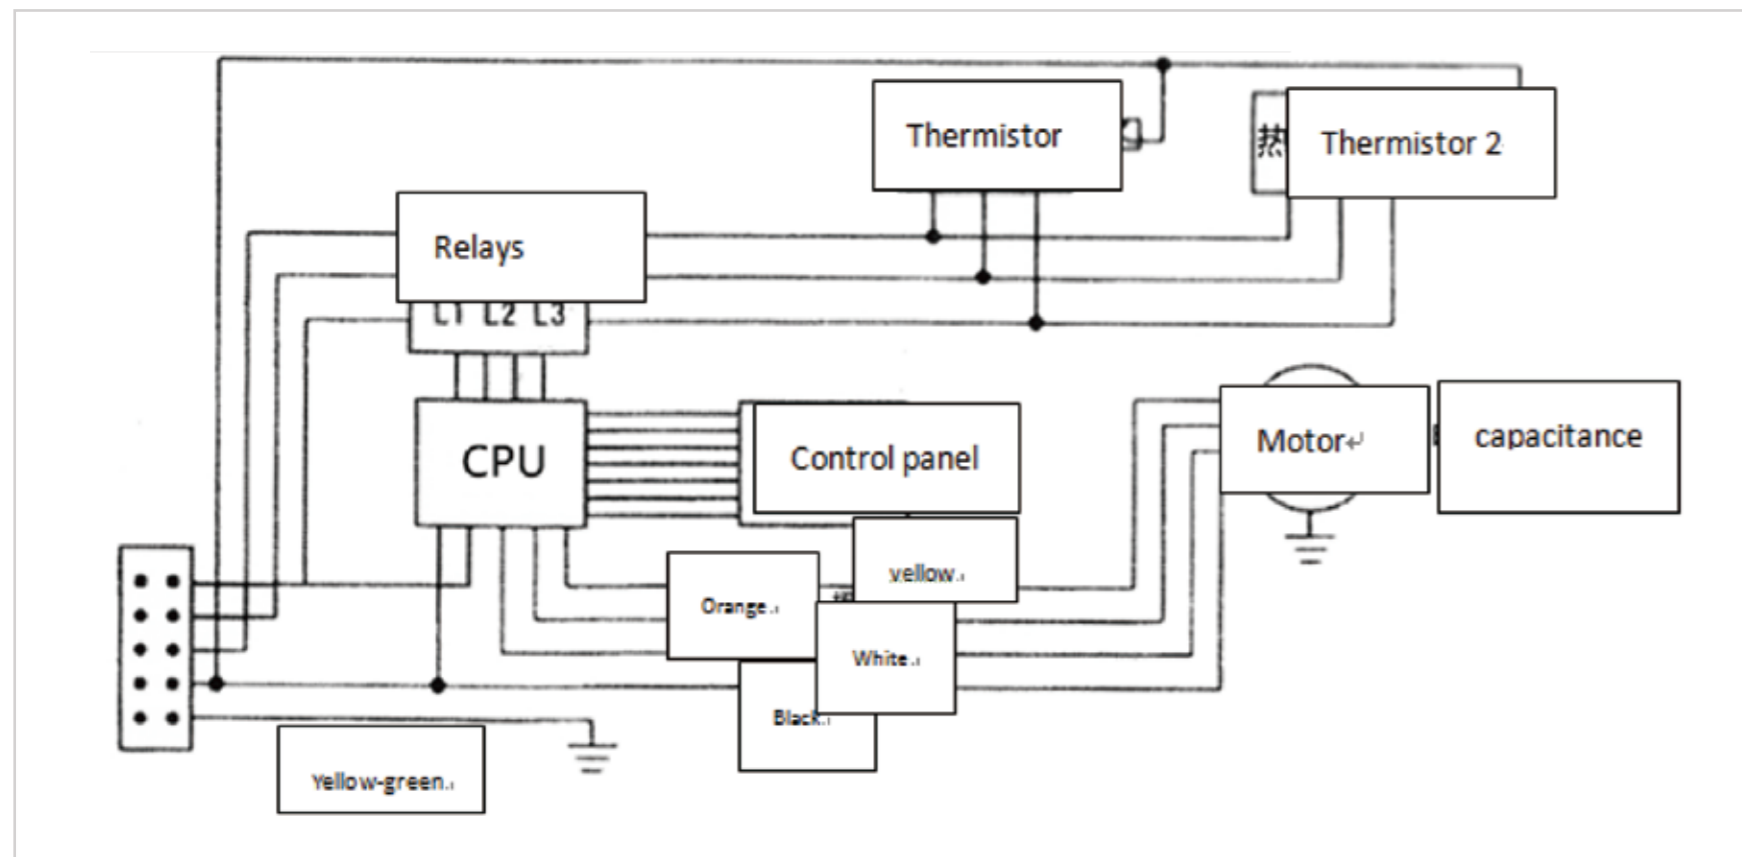 Thermistor
热
Thermistor 2
Relays
L1 L2 L3
CPU
Control panel
Motor↵
capacitance
yellow.
Orange.
White.
Black.
Yellow-green.